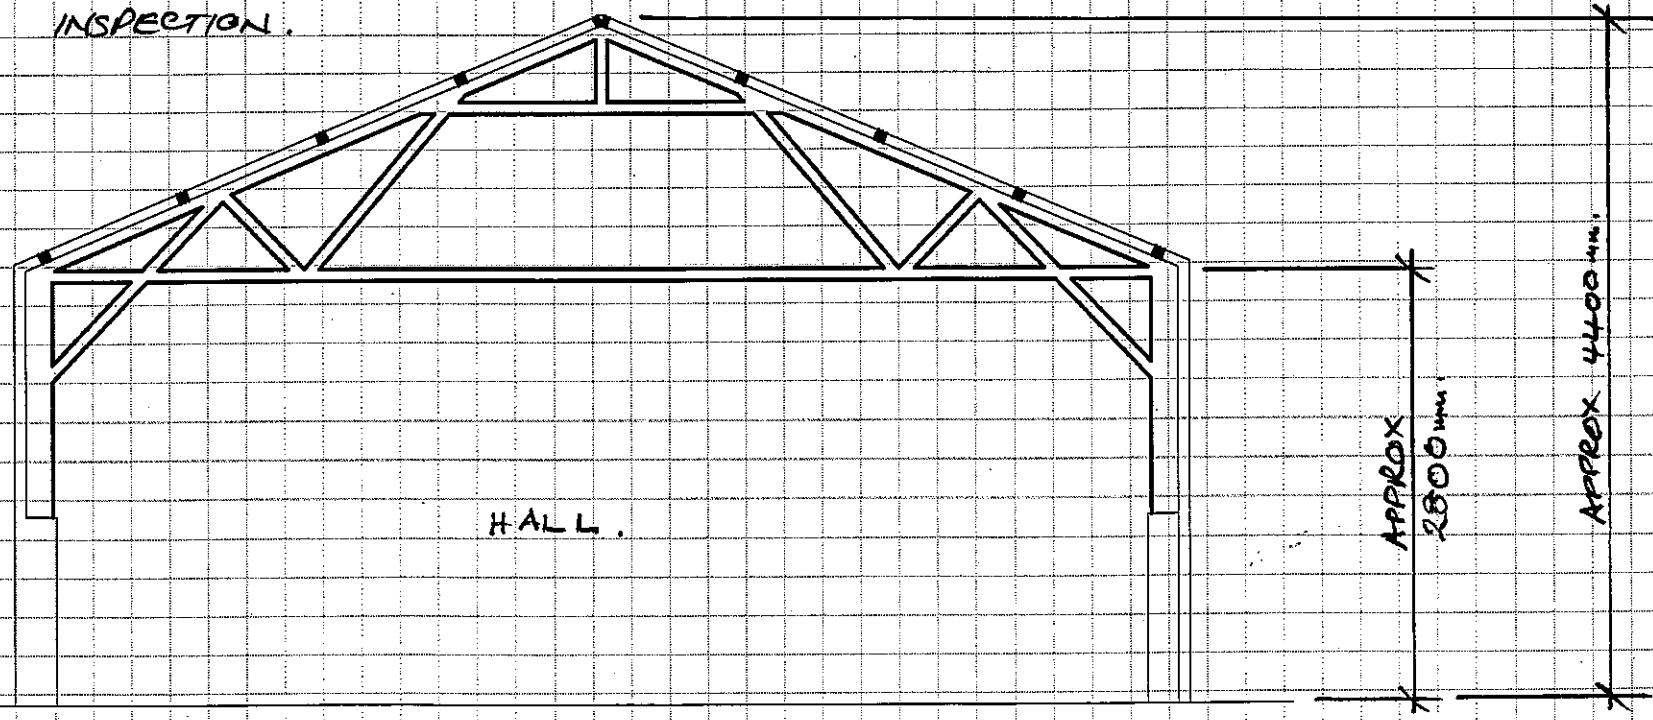 INSPECTION.
HALL.
APPROX
2800mm.
APPROX 4400mm.